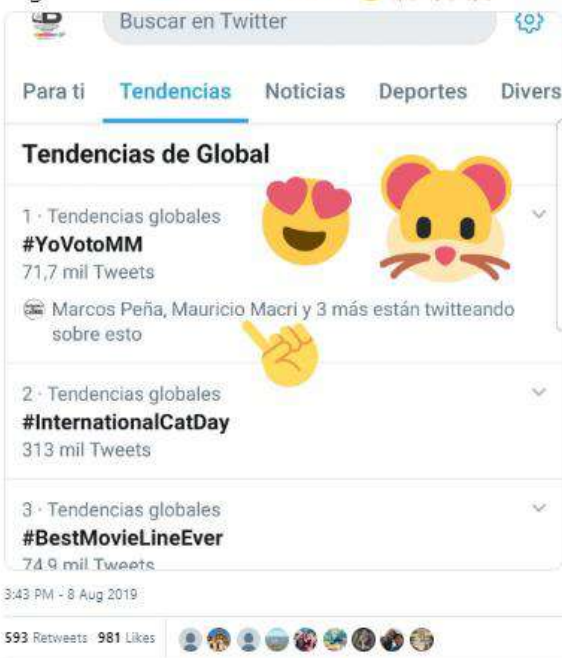 Buscar en Twitter
Para ti Tendencias Noticias Deportes Divers
Tendencias de Global
1 · Tendencias globales
#YoVotoMM
71,7 mil Tweets
Marcos Peña, Mauricio Macri y 3 más están twitteando
sobre esto
2 · Tendencias globales
#InternationalCatDay
313 mil Tweets
3 · Tendencias globales
#BestMovieLineEver
74,9 mil Tweets
3:43 PM - 8 Aug 2019
593 Retweets 981 Likes